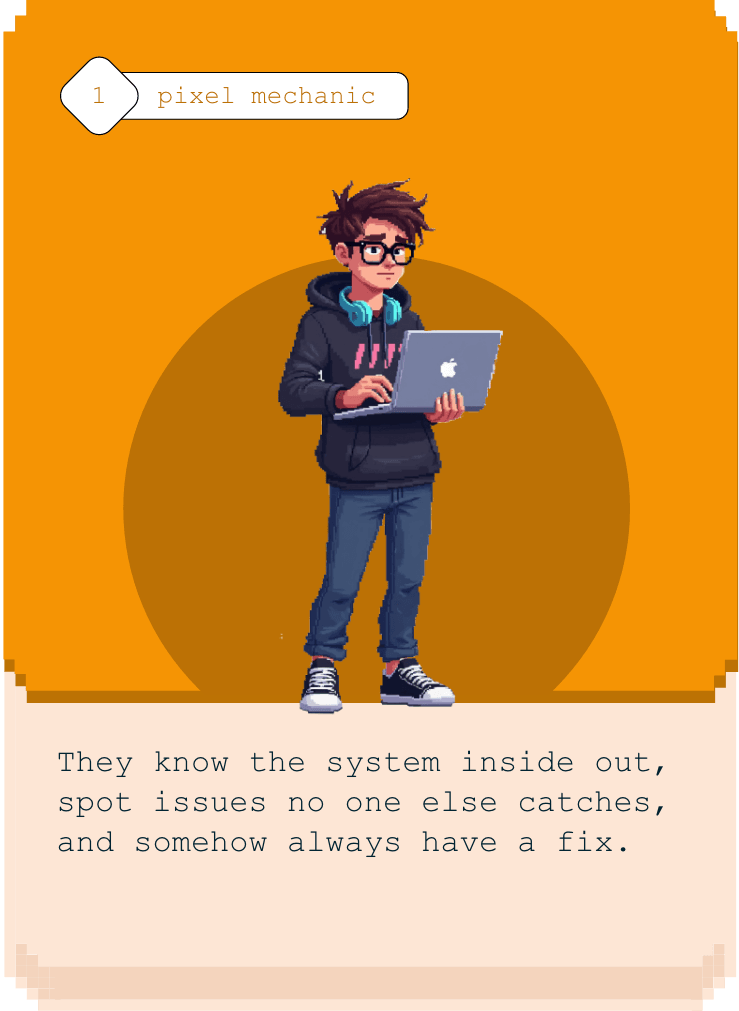 1
pixel mechanic
They know the system inside out,
spot issues no one else catches,
and somehow always have a fix.